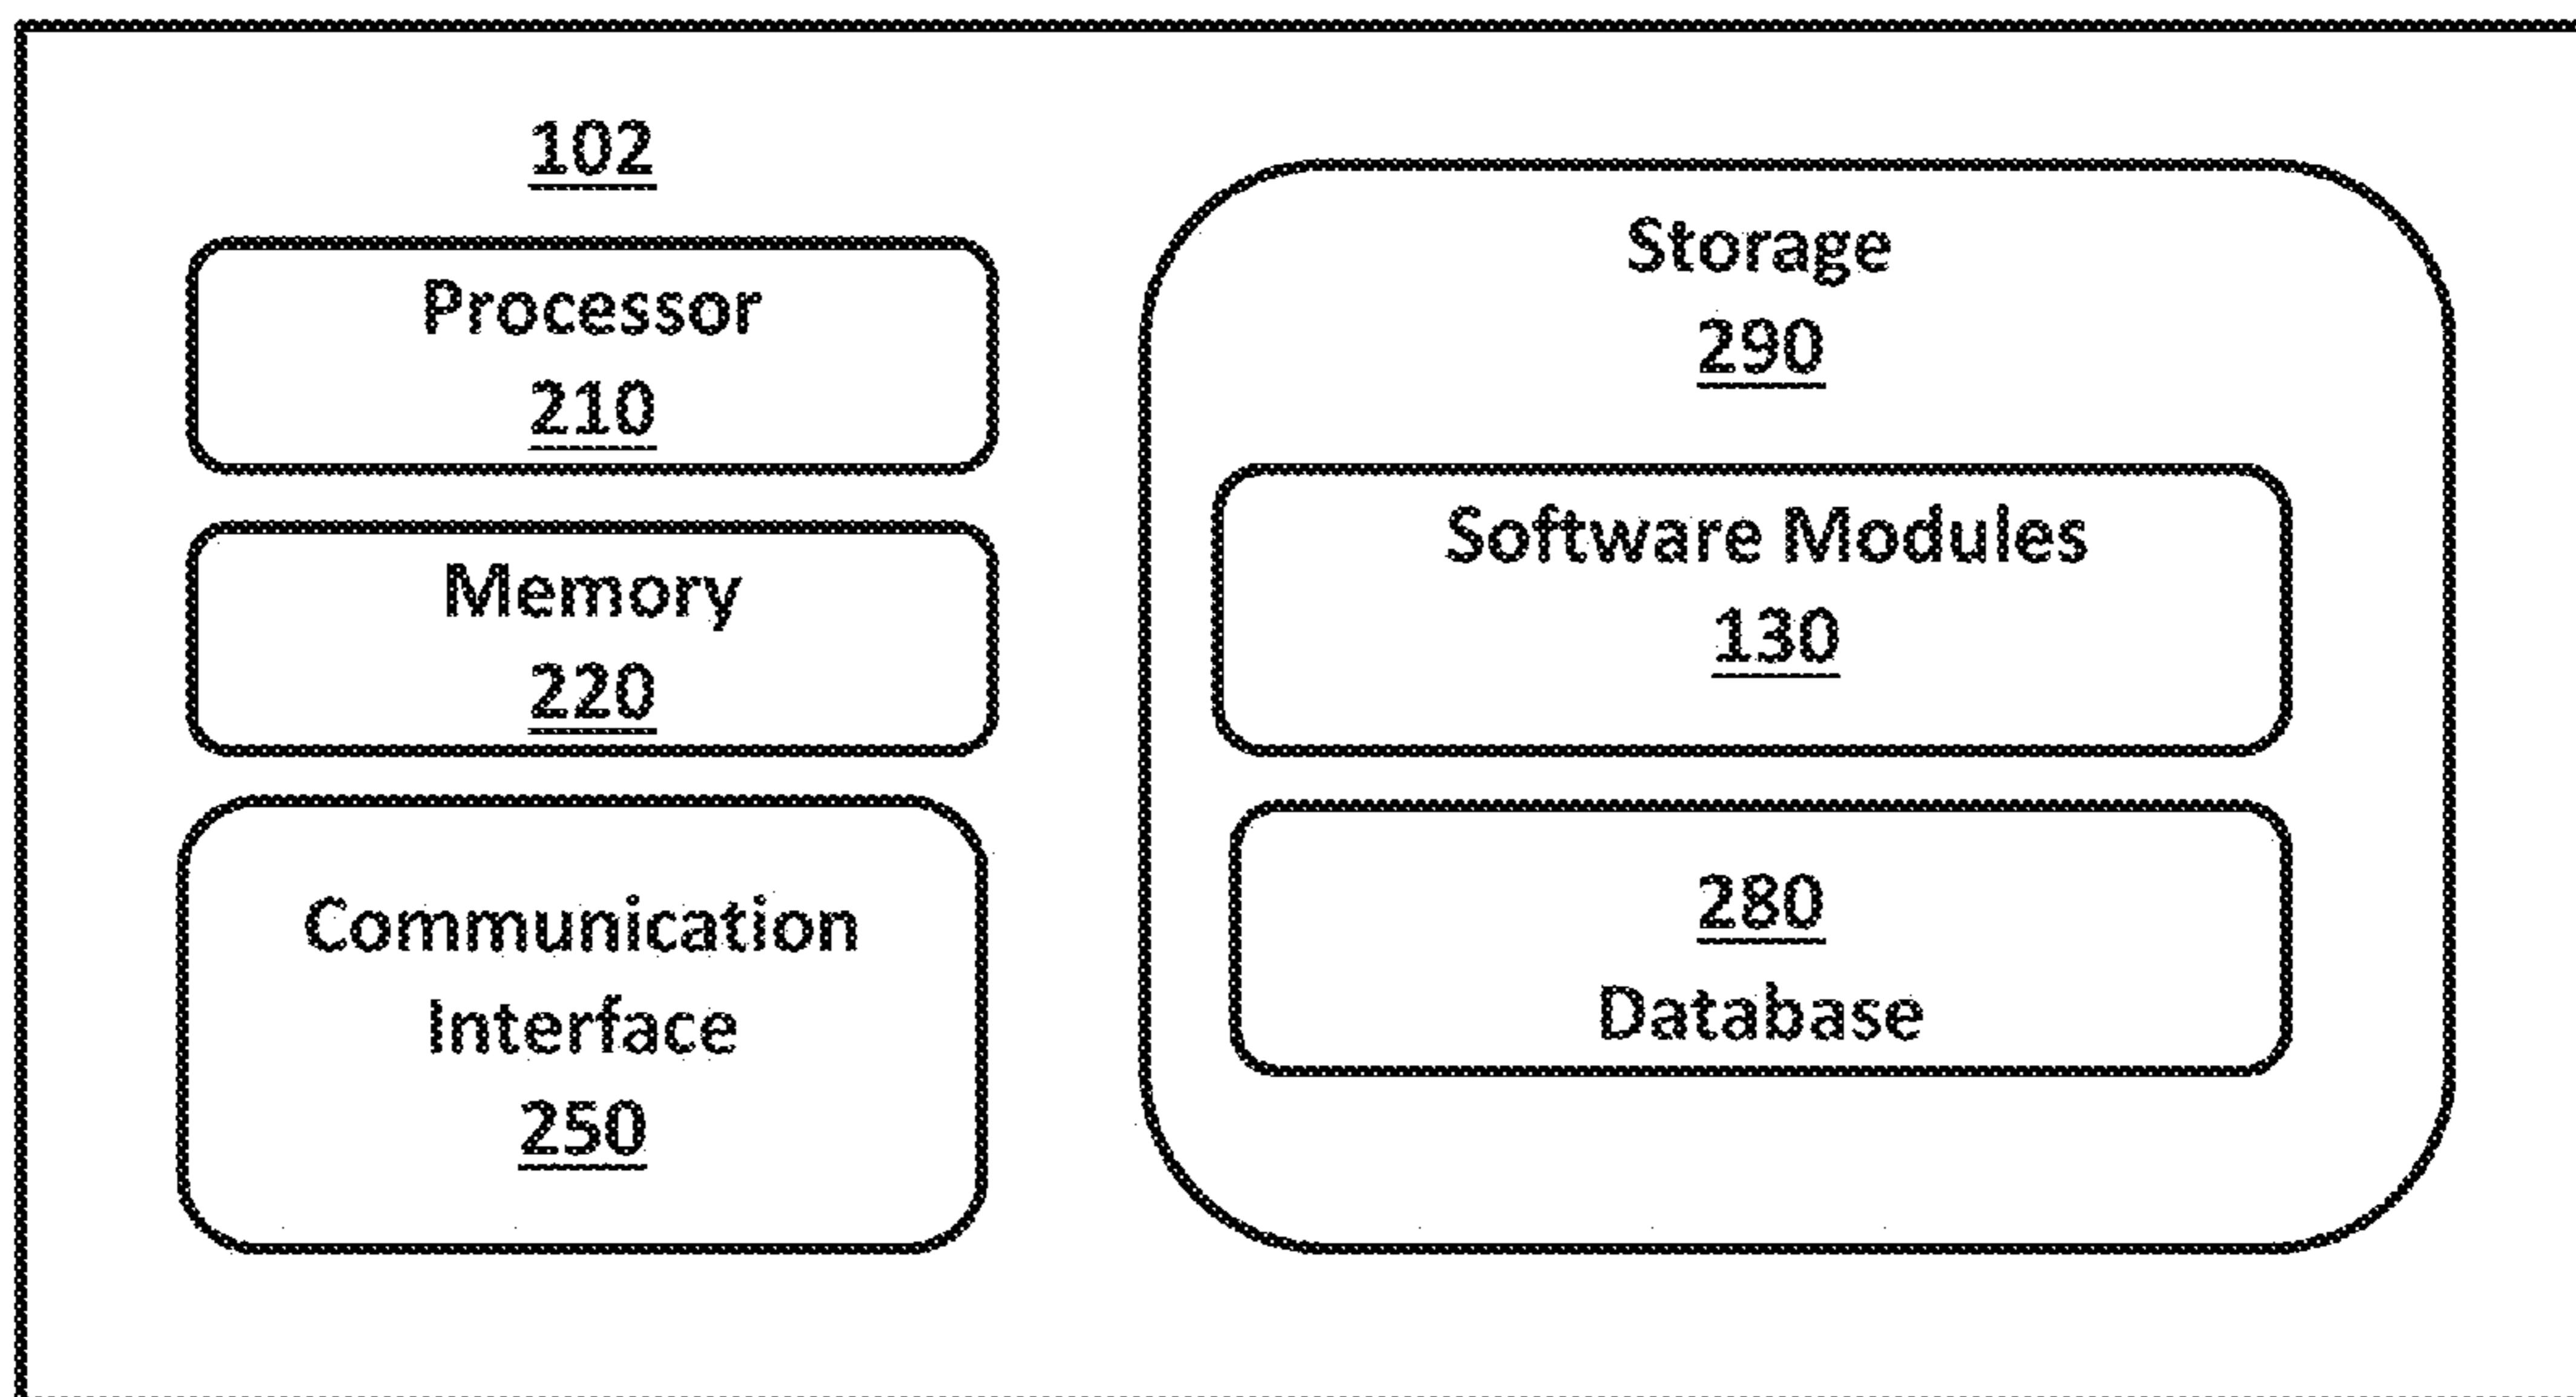 102
Processor
210
Memory
220
Communication
Interface
250
Storage
290
Software Modules
130
280
Database